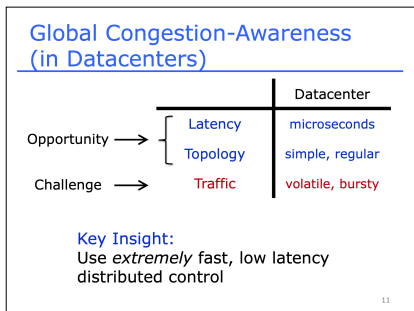 Global Congestion-Awareness
(in Datacenters)
Datacenter
Opportunity
Latency
microseconds
Topology
simple, regular
Challenge
Traffic
volatile, bursty
Key Insight:
Use extremely fast, low latency
distributed control
11